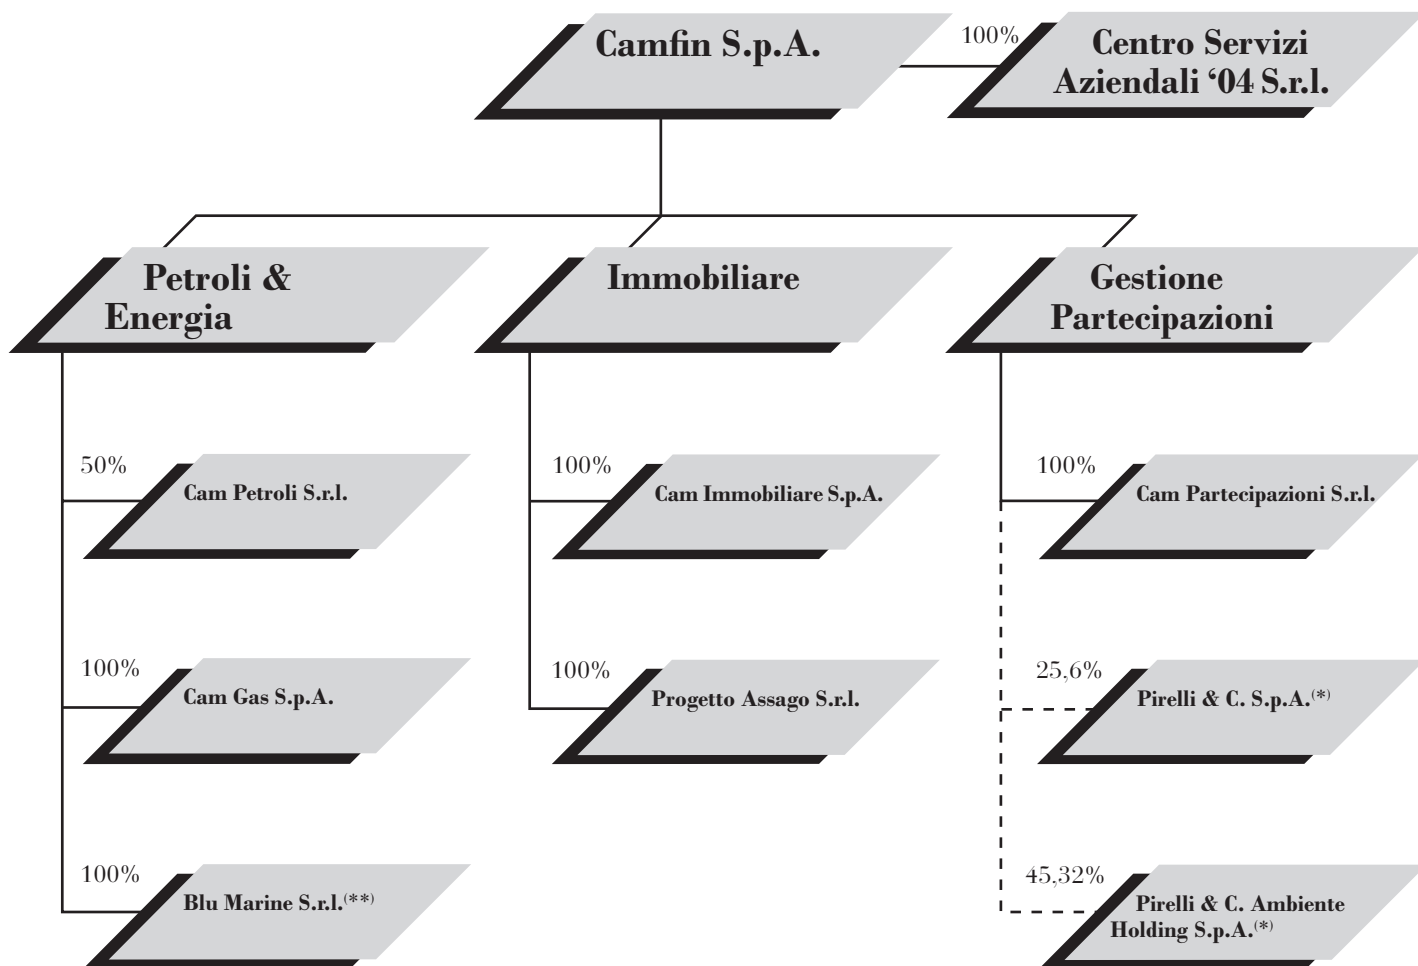 Camfin S.p.A.
100%
Centro Servizi
Aziendali ‘04 S.r.l.
Petroli &
Energia
Immobiliare
Gestione
Partecipazioni
50%
Cam Petroli S.r.l.
100%
Cam Immobiliare S.p.A.
100%
Cam Partecipazioni S.r.l.
100%
Cam Gas S.p.A.
100%
Progetto Assago S.r.l.
25,6%
Pirelli & C. S.p.A.(*)
100%
Blu Marine S.r.l.(**)
45,32%
Pirelli & C. Ambiente
Holding S.p.A.(*)